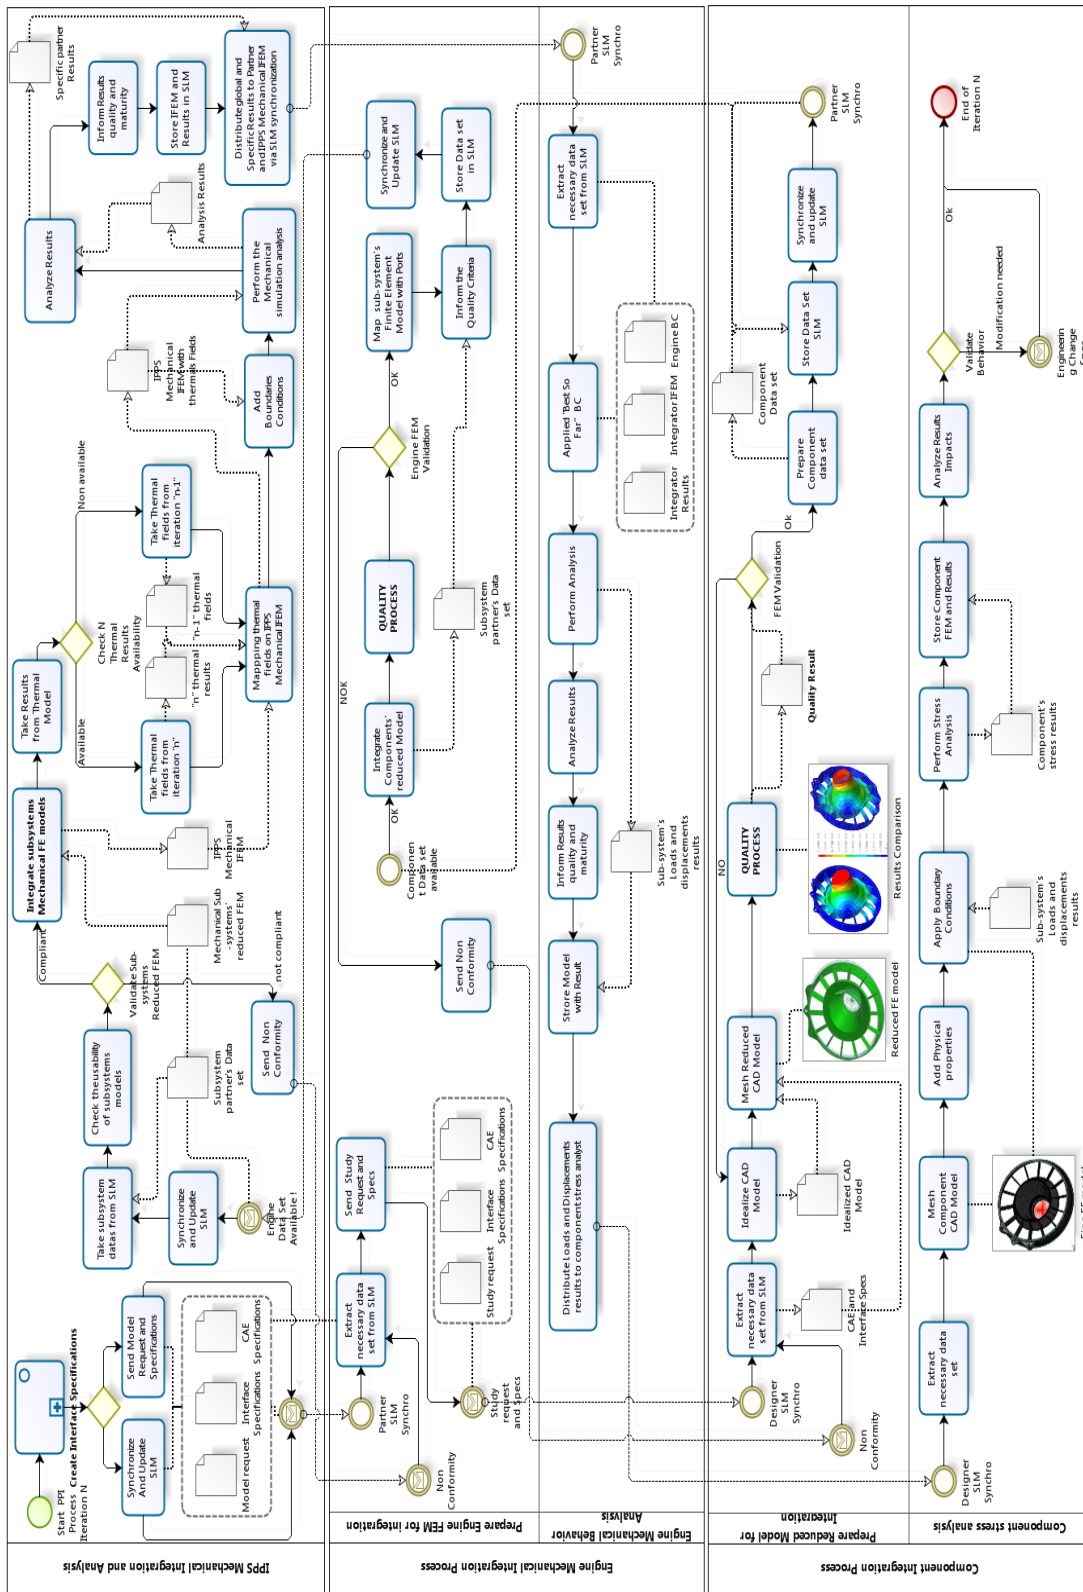 IPPS Mechanical Integration and Analysis
Start PPI
Process
Iteration N
Create Interface Specifications
Synchronize
And Update
SLM
Send Model
Request and
Specifications
Model request
Interface
Specifications
CAE
Specifications
Engine
Data Set
Available !
Synchronize
and Update
SLM
Take subsystem
datas from SLM
Check the usability
of subsystems
models
Subsystem
partner's Data
set
Validate Sub-
systems
Reduced FEM
not compliant
Send Non
Conformity
Compliant
Mechanical Sub
-systems'
reduced FEM
Integrate subsystems
Mechanical FE models
IPPS
Mechanical
IFEM
Take Results
from Thermal
Model
Check N
Thermal
Results
Availability
Available
Non available
Take Thermal
fields from
iteration "n"
Take Thermal
fields from
iteration "n-1"
"n" thermal
results
"n-1" thermal
fields
Mappping thermal
fields on IPPS
Mechanical IFEM
IPPS
Mechanical
IFEM with
thermals Fields
Add
Boundaries
Conditions
Perform the
Mechanical
simulation analysis
Analysis Results
Analyze Results
Specific partner
Results
Inform Results
quality and
maturity
Store IFEM and
Results in SLM
Distribute global and
Specific Results to Partner
and IPPS Mechanical IFEM
via SLM synchronization
Engine Mechanical Integration Process
Prepare Engine FEM for integration
Non
Conformity
Partner
SLM
Synchro
Extract
necessary data
set from SLM
Send Study
Request and
Specs
Study
request
and Specs
Study request
Interface
Specifications
CAE
Specifications
Send Non
Conformity
NOK
Componen
t Data set
available
OK
Integrate
Components'
reduced Model
QUALITY
PROCESS
Subsystem
partner's Data
set
Engine FEM
Validation
OK
Map sub-system's
Finite Element
Model with Ports
Inform the
Quality Criteria
Store Data set
in SLM
Synchronize and
Update SLM
Engine Mechanical Behavior
Analysis
Partner
SLM
Synchro
Extract
necessary data
set from SLM
Applied "Best So
Far" BC
Integrator
Results
Integrator IFEM
Engine BC
Perform Analysis
Analyze Results
Inform Results
quality and
maturity
Sub-system's
Loads and
displacements
results
Store Model
with Result
Distribute Loads and Displacements
results to component stress analyst
Component Integration Process
Prepare Reduced Model for
Integration
Non
Conformity
Designer
SLM
Synchro
Extract
necessary data
set from SLM
CAE and
Interface Specs
Idealize CAD
Model
Idealized CAD
Model
Mesh Reduced
CAD Model
Reduced FE model
NO
QUALITY
PROCESS
Results Comparison
Quality Result
FEM Validation
Ok
Prepare
Component
data set
Component
Data set
Store Data Set
SLM
Synchronize
and update
SLM
Partner
SLM
Synchro
Component stress analysis
Designer
SLM
Synchro
Extract
necessary data
set
Mesh
Component
CAD Model
Add Physical
properties
Apply Boundary
Conditions
Sub-system's
Loads and
displacements
results
Perform Stress
Analysis
Component's
stress results
Store Component
FEM and Results
Analyze Results
Impacts
Validate
Behavior
Modification needed
Ok
Engineerin
g Change
End of
Iteration N